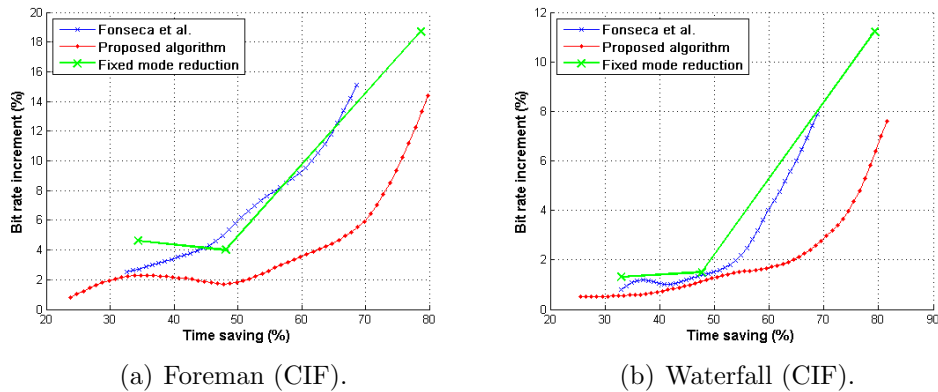 20
18
16
14
12
10
8
6
4
2
0
Bit rate increment (%)
Fonseca et al.
Proposed algorithm
Fixed mode reduction
20 30 40 50 60 70 80
Time saving (%)
(a) Foreman (CIF).
12
10
8
6
4
2
0
Bit rate increment (%)
Fonseca et al.
Proposed algorithm
Fixed mode reduction
20 30 40 50 60 70 80 90
Time saving (%)
(b) Waterfall (CIF).